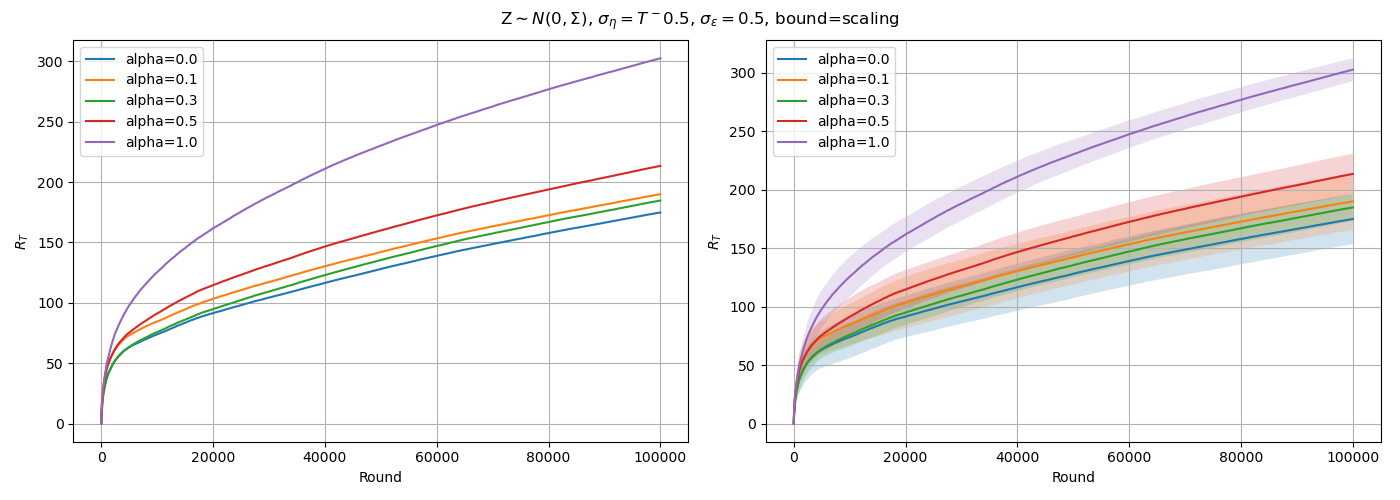 Z ∼ N(0, Σ), σ_η = T⁻0.5, σ_ε = 0.5, bound=scaling
300
250
200
150
100
50
0
R_T
alpha=0.0
alpha=0.1
alpha=0.3
alpha=0.5
alpha=1.0
0 20000 40000 60000 80000 100000
Round
300
250
200
150
100
50
0
R_T
alpha=0.0
alpha=0.1
alpha=0.3
alpha=0.5
alpha=1.0
0 20000 40000 60000 80000 100000
Round